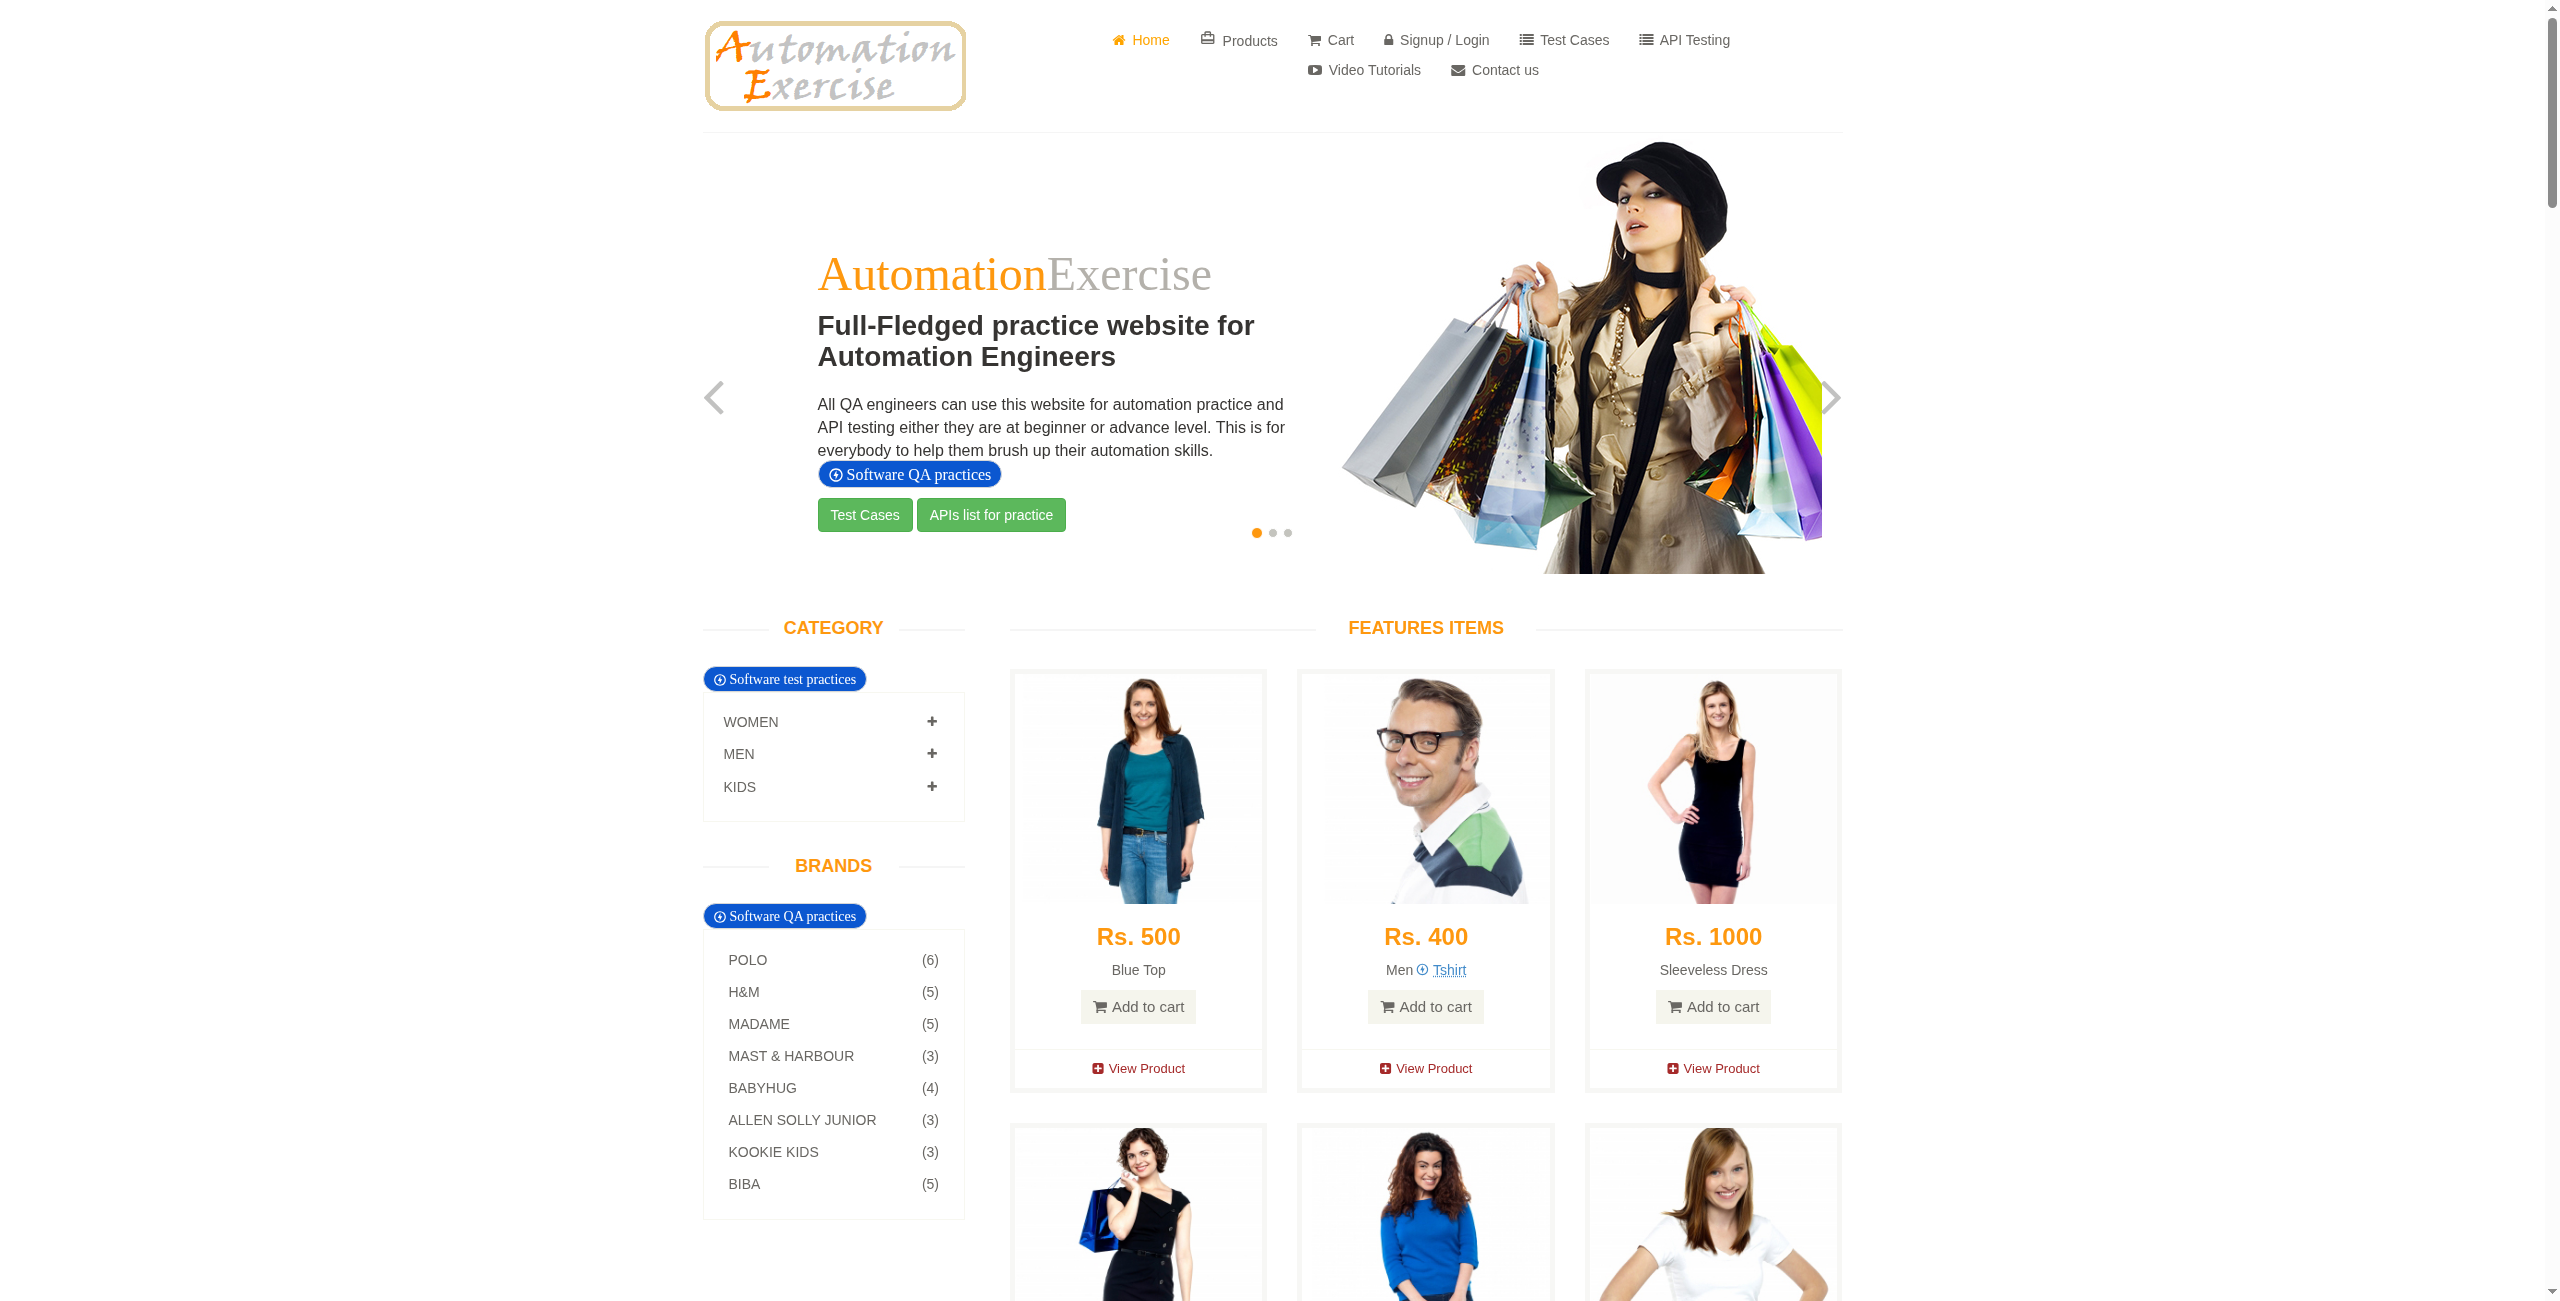 Automation
Exercise
Home
Products
Cart
Signup / Login
Test Cases
API Testing
Video Tutorials
Contact us
AutomationExercise
Full-Fledged practice website for
Automation Engineers
All QA engineers can use this website for automation practice and
API testing either they are at beginner or advance level. This is for
everybody to help them brush up their automation skills.
Software QA practices
Test Cases
APIs list for practice
CATEGORY
Software test practices
WOMEN
MEN
KIDS
BRANDS
Software QA practices
POLO (6)
H&M (5)
MADAME (5)
MAST & HARBOUR (3)
BABYHUG (4)
ALLEN SOLLY JUNIOR (3)
KOOKIE KIDS (3)
BIBA (5)
FEATURES ITEMS
Rs. 500
Blue Top
Add to cart
View Product
Rs. 400
Men Tshirt
Add to cart
View Product
Rs. 1000
Sleeveless Dress
Add to cart
View Product